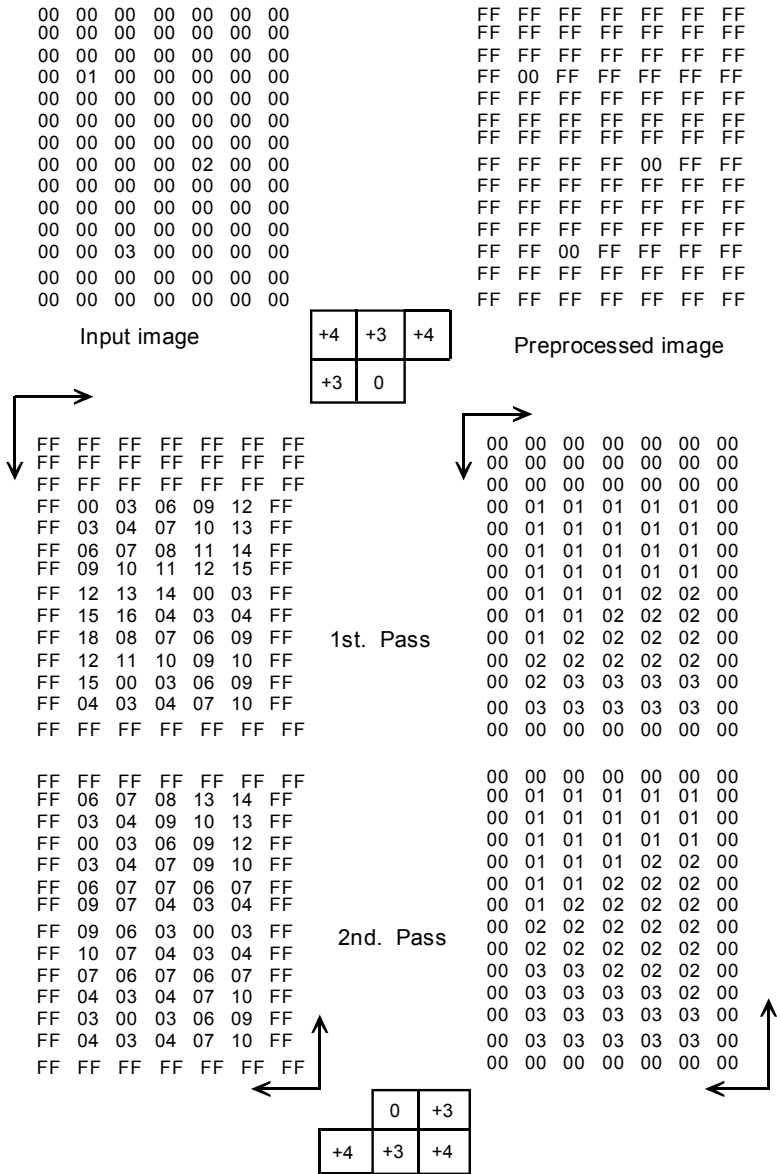 00 00 00 00 00 00 00
00 00 00 00 00 00 00
00 00 00 00 00 00 00
00 01 00 00 00 00 00
00 00 00 00 00 00 00
00 00 00 00 00 00 00
00 00 00 00 00 00 00
00 00 00 00 02 00 00
00 00 00 00 00 00 00
00 00 00 00 00 00 00
00 00 00 00 00 00 00
00 00 03 00 00 00 00
00 00 00 00 00 00 00
00 00 00 00 00 00 00
Input image
FF FF FF FF FF FF FF
FF FF FF FF FF FF FF
FF FF FF FF FF FF FF
FF 00 FF FF FF FF FF
FF FF FF FF FF FF FF
FF FF FF FF FF FF FF
FF FF FF FF FF FF FF
FF FF FF FF 00 FF FF
FF FF FF FF FF FF FF
FF FF FF FF FF FF FF
FF FF FF FF FF FF FF
FF FF 00 FF FF FF FF
FF FF FF FF FF FF FF
FF FF FF FF FF FF FF
Preprocessed image
+4 +3 +4
+3 0
FF FF FF FF FF FF FF
FF FF FF FF FF FF FF
FF FF FF FF FF FF FF
FF 00 03 06 09 12 FF
FF 03 04 07 10 13 FF
FF 06 07 08 11 14 FF
FF 09 10 11 12 15 FF
FF 12 13 14 00 03 FF
FF 15 16 04 03 04 FF
FF 18 08 07 06 09 FF
FF 12 11 10 09 10 FF
FF 15 00 03 06 09 FF
FF 04 03 04 07 10 FF
FF FF FF FF FF FF FF
1st. Pass
00 00 00 00 00 00 00
00 00 00 00 00 00 00
00 00 00 00 00 00 00
00 01 01 01 01 01 00
00 01 01 01 01 01 00
00 01 01 01 01 01 00
00 01 01 01 01 01 00
00 01 01 01 02 02 00
00 01 01 02 02 02 00
00 01 02 02 02 02 00
00 02 02 02 02 02 00
00 02 03 03 03 03 00
00 03 03 03 03 03 00
00 00 00 00 00 00 00
FF FF FF FF FF FF FF
FF 06 07 08 13 14 FF
FF 03 04 09 10 13 FF
FF 00 03 06 09 12 FF
FF 03 04 07 09 10 FF
FF 06 07 07 06 07 FF
FF 09 07 04 03 04 FF
FF 09 06 03 00 03 FF
FF 10 07 04 03 04 FF
FF 07 06 07 06 07 FF
FF 04 03 04 07 10 FF
FF 03 00 03 06 09 FF
FF 04 03 04 07 10 FF
FF FF FF FF FF FF FF
2nd. Pass
00 00 00 00 00 00 00
00 01 01 01 01 01 00
00 01 01 01 01 01 00
00 01 01 01 01 01 00
00 01 01 01 02 02 00
00 01 01 02 02 02 00
00 01 02 02 02 02 00
00 02 02 02 02 02 00
00 02 02 02 02 02 00
00 03 03 02 02 02 00
00 03 03 03 03 02 00
00 03 03 03 03 03 00
00 03 03 03 03 03 00
00 00 00 00 00 00 00
0 +3
+4 +3 +4